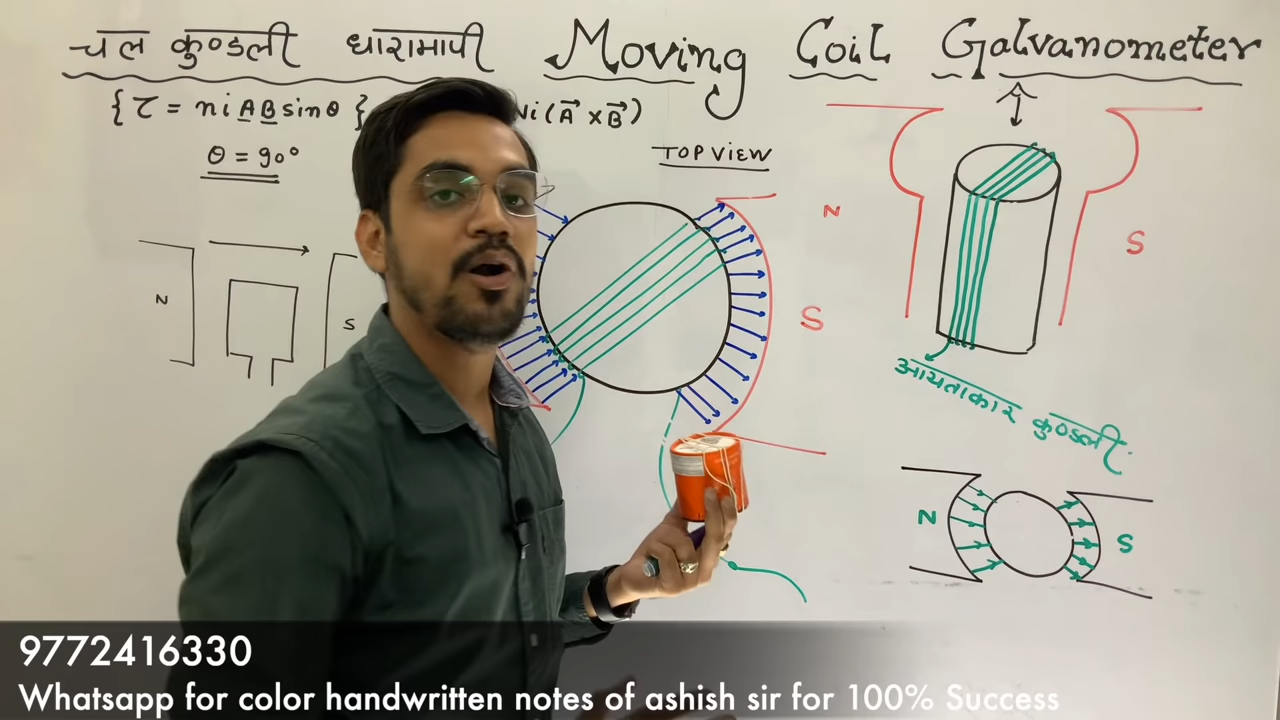 चल कुण्डली धारामापी Moving Coil Galvanometer
{ τ = niABsinθ } Ni(A⃗ × B⃗)
θ = 90°
TOP VIEW
N
S
N
S
S
आयताकार कुण्डली.
N
S
9772416330
Whatsapp for color handwritten notes of ashish sir for 100% Success